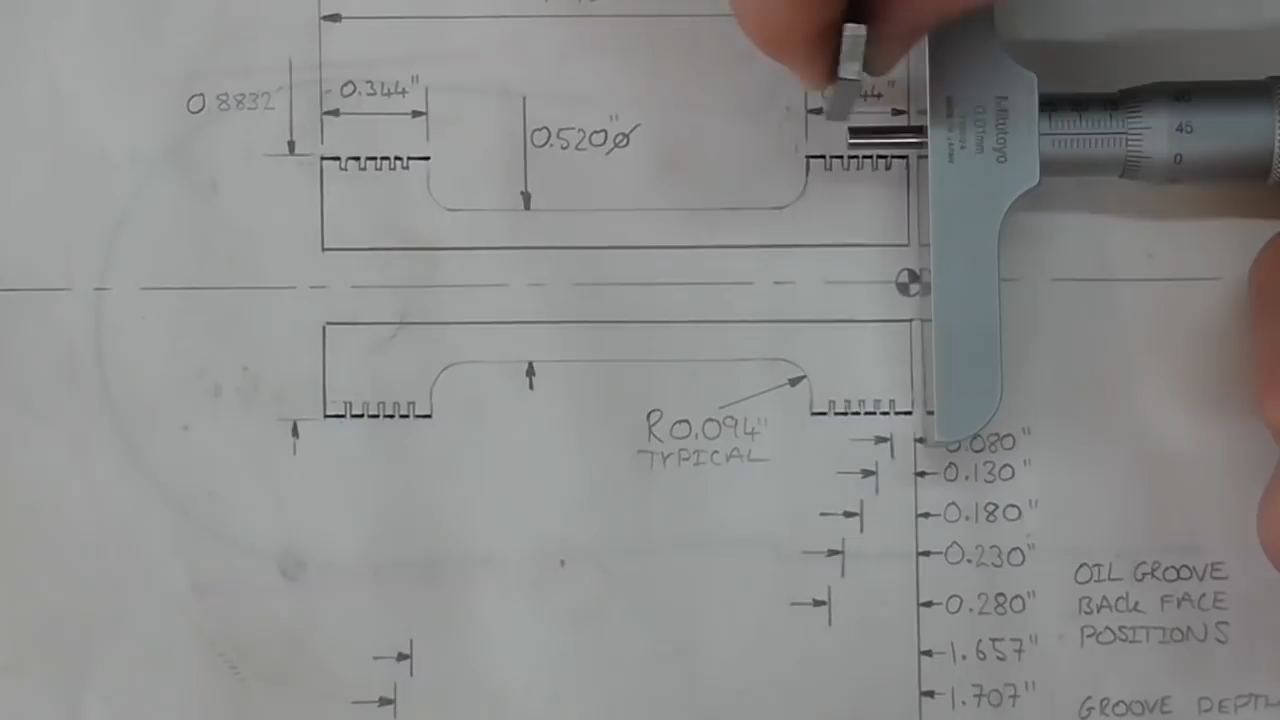 0.344"
0.8832
0.520"Ø
Mitutoyo
0.01mm
45
0
R0.094"
TYPICAL
0.080"
0.130"
0.180"
0.230"
0.280"
1.657"
1.707"
OIL GROOVE
BACK FACE
POSITIONS
GROOVE DEPTH